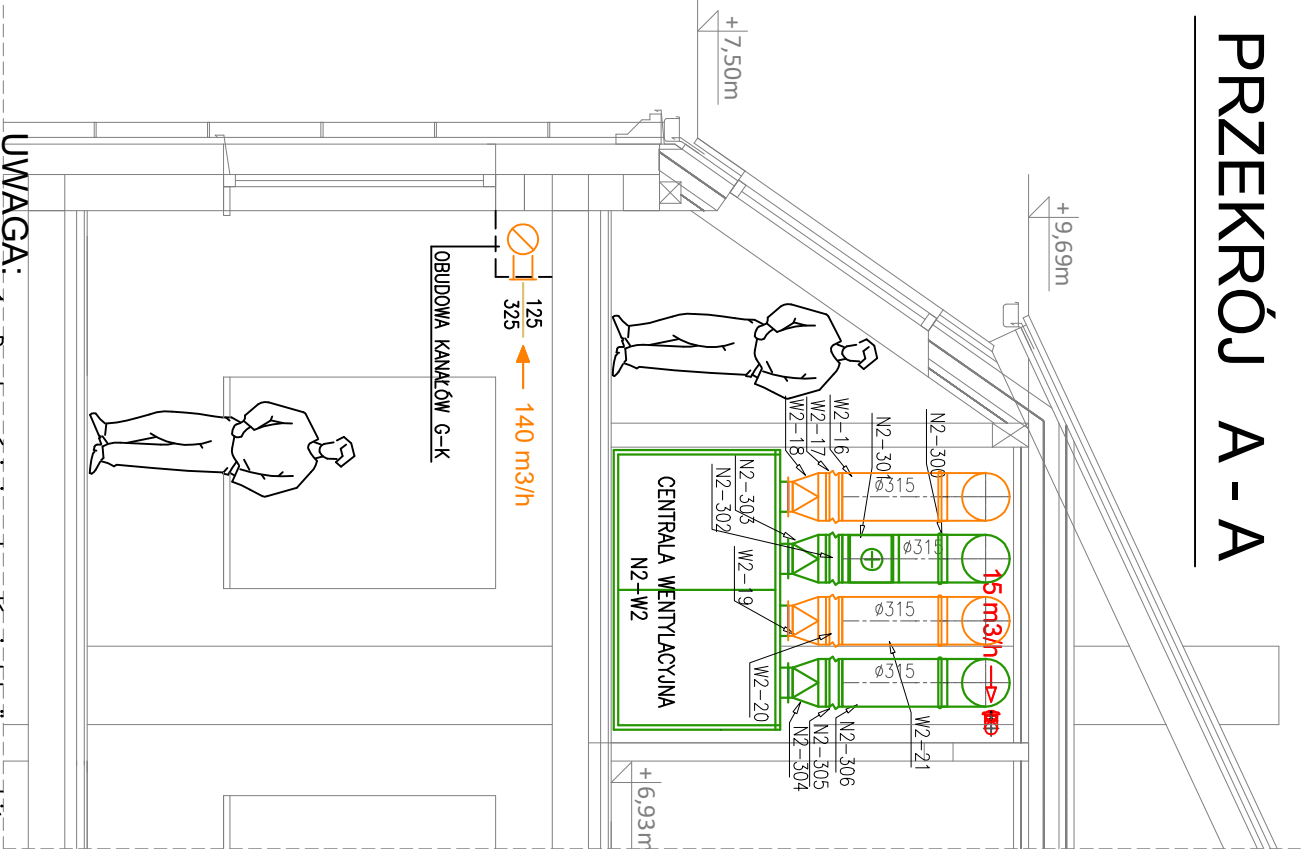 PRZEKRÓJ A - A
+9,69m
+7,50m
N2-300
N2-301
W2-16
W2-17
W2-18
ø315
ø315
ø315
ø315
15 m3/h
N2-303
N2-302
W2-19
W2-20
W2-21
N2-306
N2-305
N2-304
CENTRALA WENTYLACYJNA
N2-W2
+6,93m
125
325
140 m3/h
OBUDOWA KANAŁÓW G-K
UWAGA: